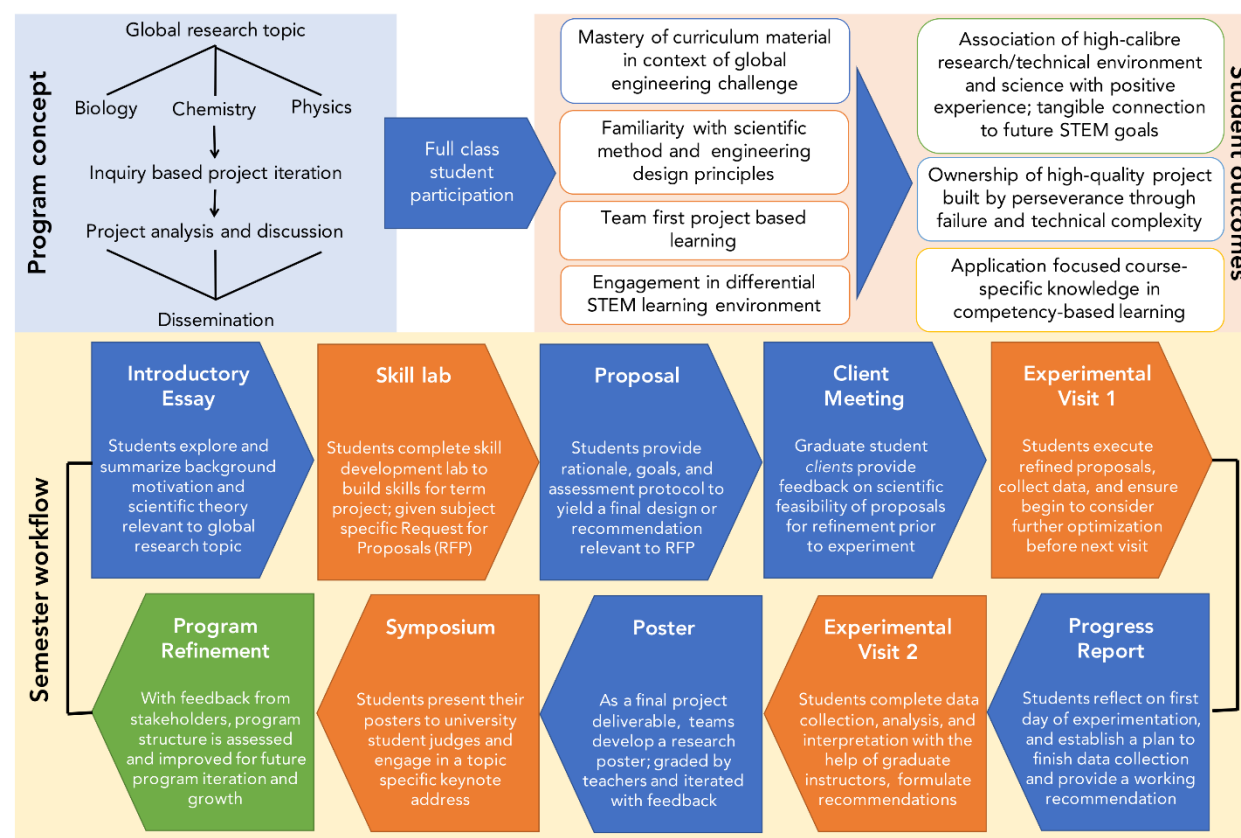 Program concept
Global research topic
Biology
Chemistry
Physics
Inquiry based project iteration
Project analysis and discussion
Dissemination
Full class
student
participation
Mastery of curriculum material
in context of global
engineering challenge
Familiarity with scientific
method and engineering
design principles
Team first project based
learning
Engagement in differential
STEM learning environment
Association of high-calibre
research/technical environment
and science with positive
experience; tangible connection
to future STEM goals
Ownership of high-quality project
built by perseverance through
failure and technical complexity
Application focused course-
specific knowledge in
competency-based learning
Student outcomes
Semester workflow
Introductory
Essay
Students explore and
summarize background
motivation and
scientific theory
relevant to global
research topic
Skill lab
Students complete skill
development lab to
build skills for term
project; given subject
specific Request for
Proposals (RFP)
Proposal
Students provide
rationale, goals, and
assessment protocol to
yield a final design or
recommendation
relevant to RFP
Client
Meeting
Graduate student
clients provide
feedback on scientific
feasibility of proposals
for refinement prior
to experiment
Experimental
Visit 1
Students execute
refined proposals,
collect data, and ensure
begin to consider
further optimization
before next visit
Progress
Report
Students reflect on first
day of experimentation,
and establish a plan to
finish data collection
and provide a working
recommendation
Experimental
Visit 2
Students complete data
collection, analysis, and
interpretation with the
help of graduate
instructors, formulate
recommendations
Poster
As a final project
deliverable, teams
develop a research
poster; graded by
teachers and iterated
with feedback
Symposium
Students present their
posters to university
student judges and
engage in a topic
specific keynote
address
Program
Refinement
With feedback from
stakeholders, program
structure is assessed
and improved for future
program iteration and
growth